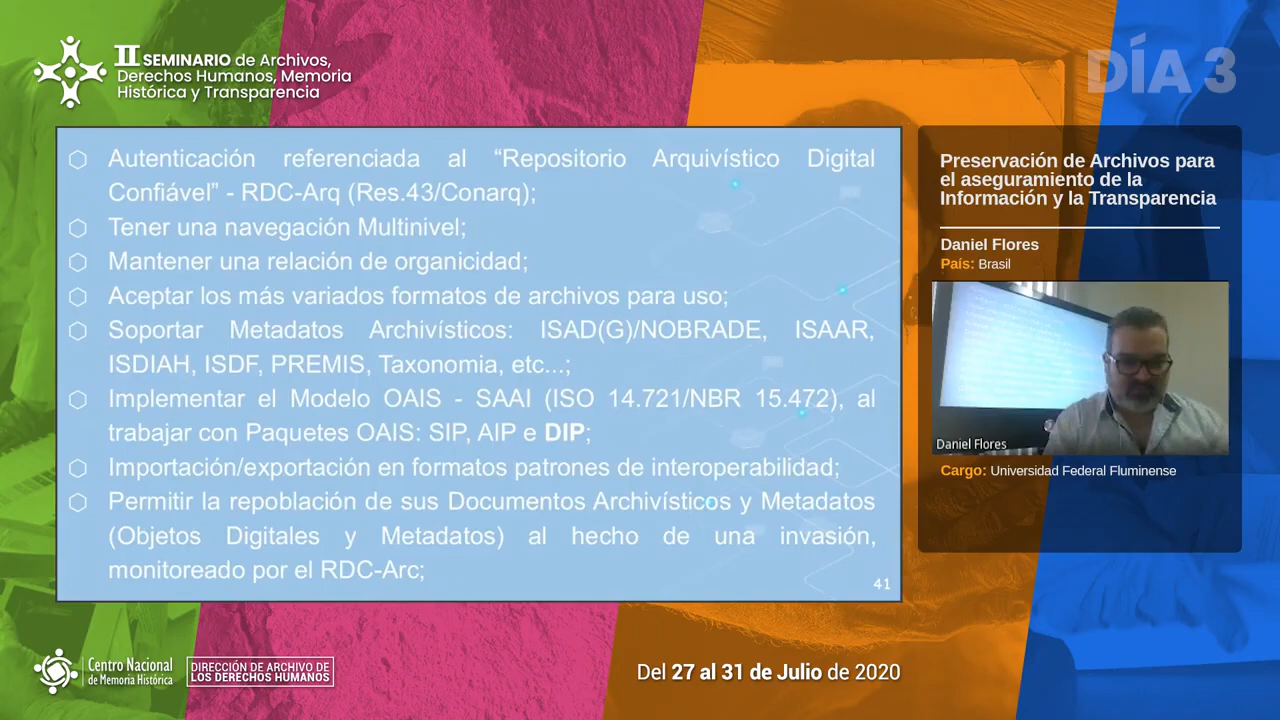 II SEMINARIO de Archivos,
Derechos Humanos, Memoria
Histórica y Transparencia
DÍA 3
Autenticación referenciada al “Repositorio Arquivístico Digital
Confiável” - RDC-Arq (Res.43/Conarq);
Tener una navegación Multinivel;
Mantener una relación de organicidad;
Aceptar los más variados formatos de archivos para uso;
Soportar Metadatos Archivísticos: ISAD(G)/NOBRADE, ISAAR,
ISDIAH, ISDF, PREMIS, Taxonomia, etc...;
Implementar el Modelo OAIS - SAAI (ISO 14.721/NBR 15.472), al
trabajar con Paquetes OAIS: SIP, AIP e DIP;
Importación/exportación en formatos patrones de interoperabilidad;
Permitir la repoblación de sus Documentos Archivísticos y Metadatos
(Objetos Digitales y Metadatos) al hecho de una invasión,
monitoreado por el RDC-Arc;
41
Preservación de Archivos para
el aseguramiento de la
Información y la Transparencia
Daniel Flores
País: Brasil
Daniel Flores
Cargo: Universidad Federal Fluminense
Centro Nacional
de Memoria Histórica
DIRECCIÓN DE ARCHIVO DE
LOS DERECHOS HUMANOS
Del 27 al 31 de Julio de 2020